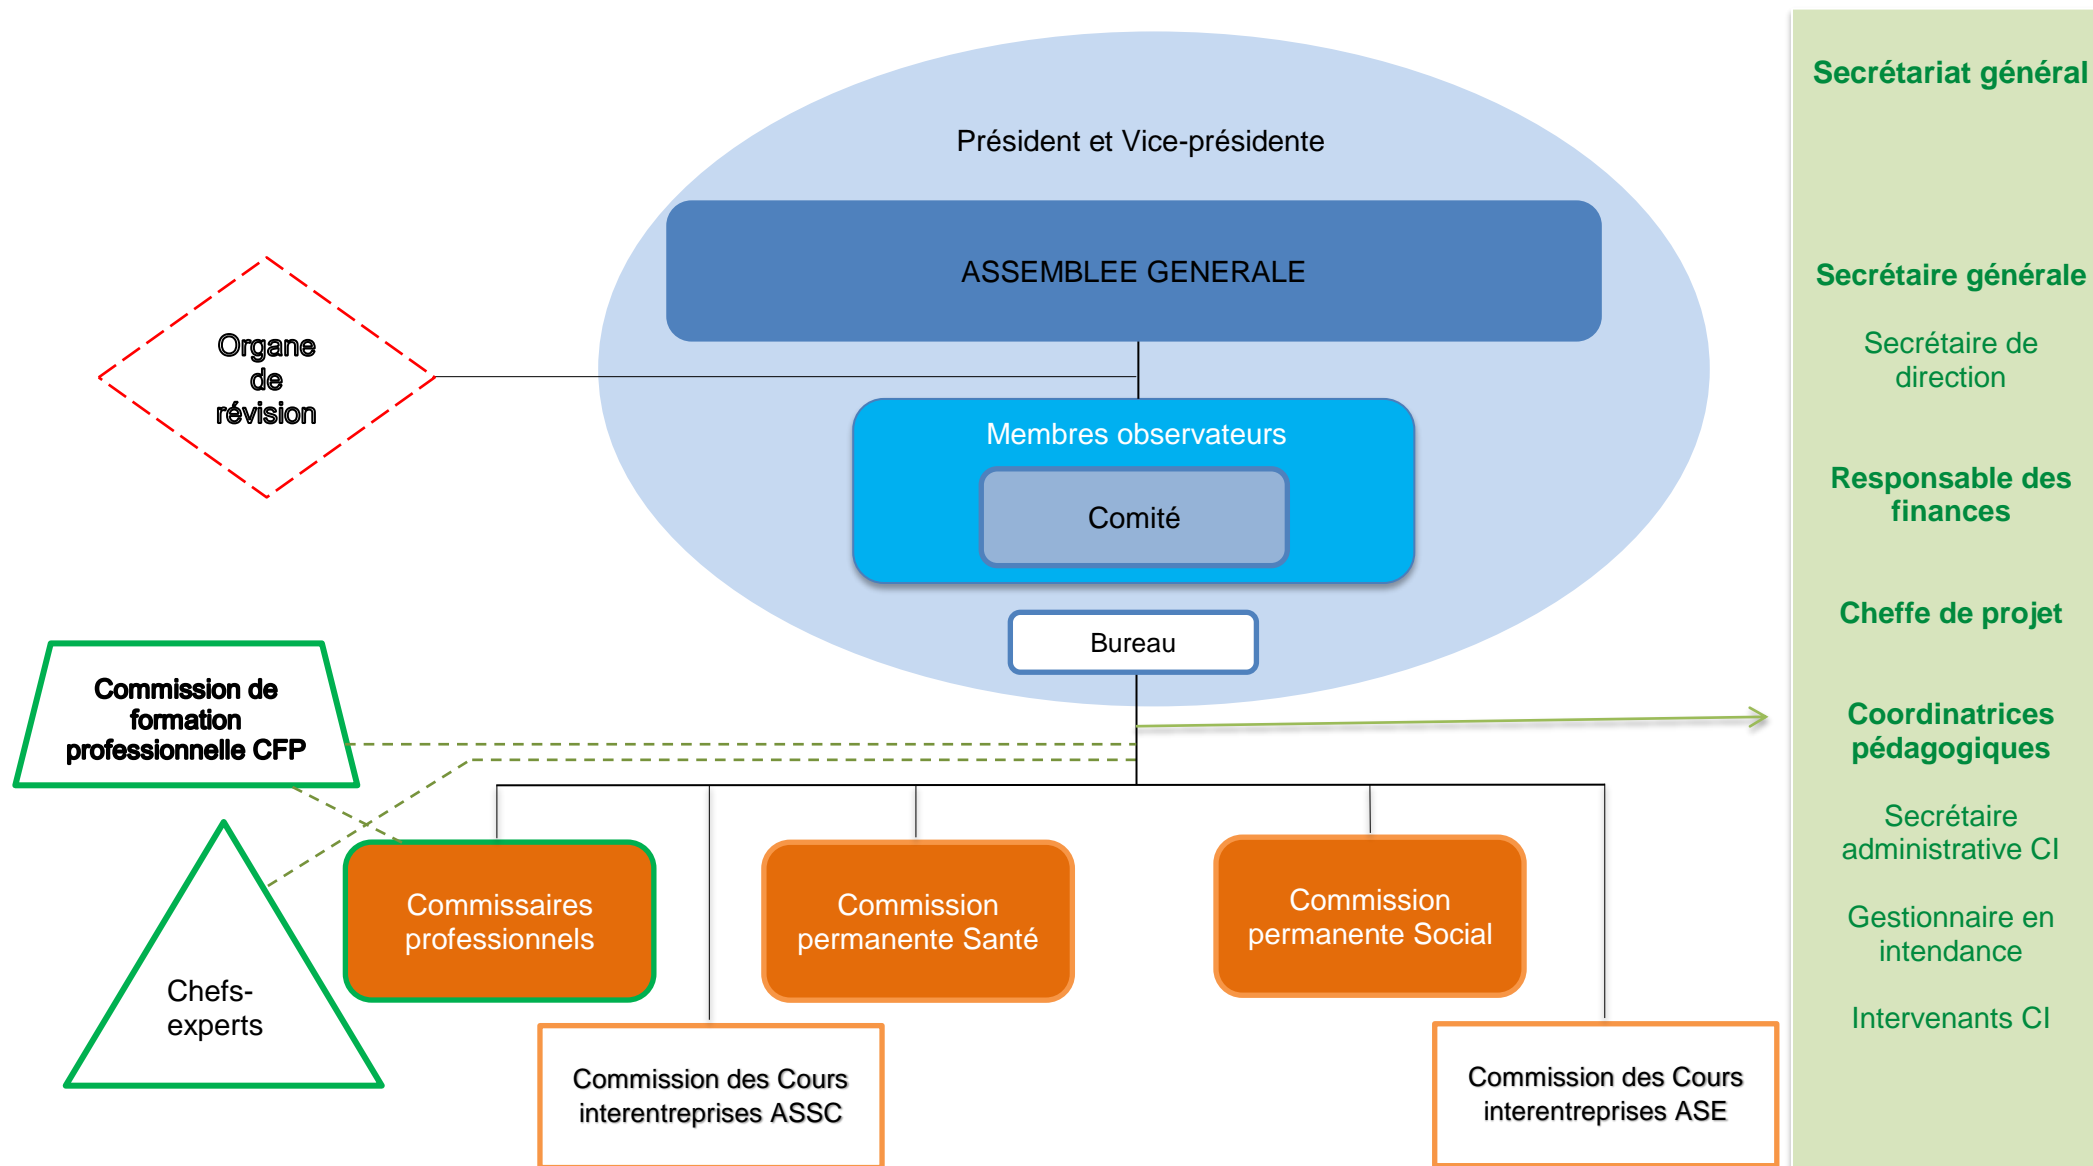 Président et Vice-présidente
ASSEMBLEE GENERALE
Organe
de
révision
Membres observateurs
Comité
Bureau
Commission de
formation
professionnelle CFP
Chefs-
experts
Commissaires
professionnels
Commission
permanente Santé
Commission
permanente Social
Commission des Cours
interentreprises ASSC
Commission des Cours
interentreprises ASE
Secrétariat général
Secrétaire générale
Secrétaire de
direction
Responsable des
finances
Cheffe de projet
Coordinatrices
pédagogiques
Secrétaire
administrative CI
Gestionnaire en
intendance
Intervenants CI